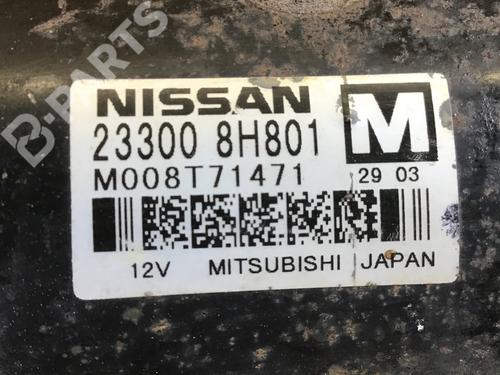 B-PARTS
NISSAN
23300 8H801
M
M008T71471
29 03
12V MITSUBISHI JAPAN